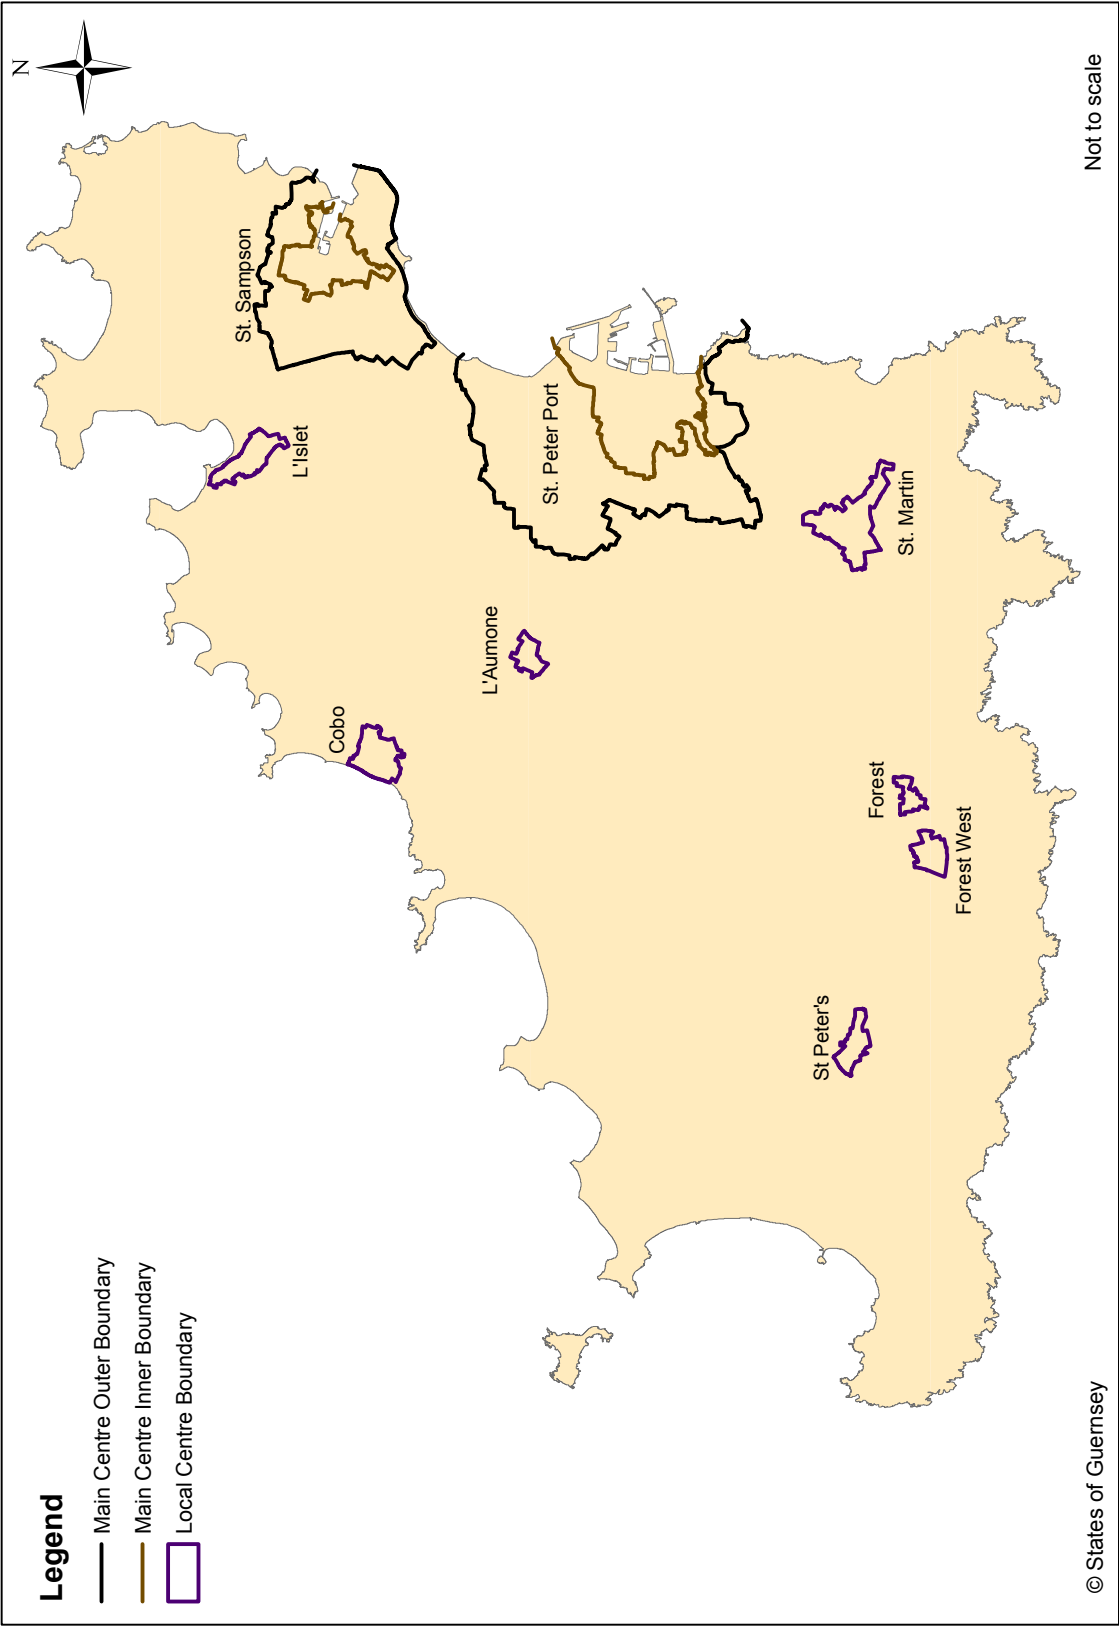 Legend
Main Centre Outer Boundary
Main Centre Inner Boundary
Local Centre Boundary
N
St. Sampson
L'Islet
St. Peter Port
Cobo
L'Aumone
St. Martin
Forest
Forest West
St Peter's
© States of Guernsey
Not to scale